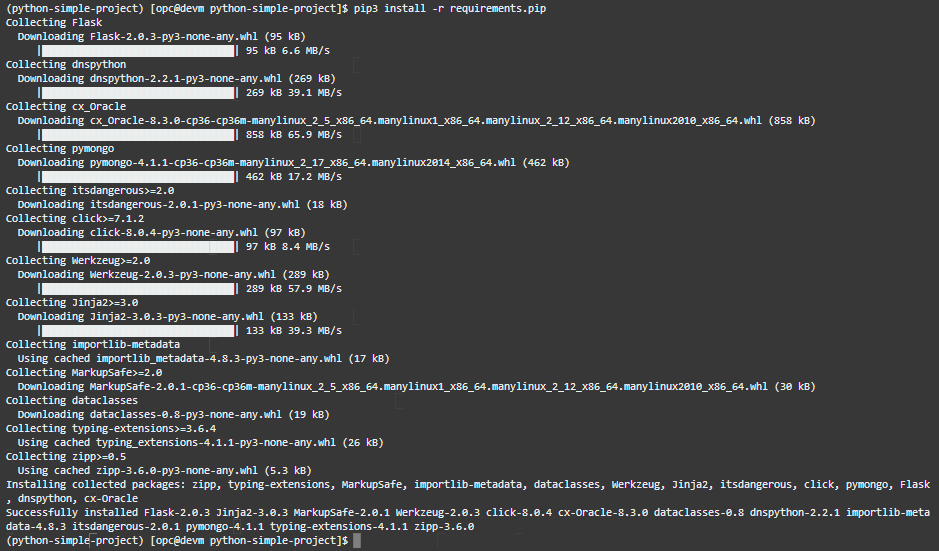 (python-simple-project) [opc@devm python-simple-project]$ pip3 install -r requirements.pip
Collecting Flask
  Downloading Flask-2.0.3-py3-none-any.whl (95 kB)
     |████████████████████████████████| 95 kB 6.6 MB/s
Collecting dnspython
  Downloading dnspython-2.2.1-py3-none-any.whl (269 kB)
     |████████████████████████████████| 269 kB 39.1 MB/s
Collecting cx_Oracle
  Downloading cx_Oracle-8.3.0-cp36-cp36m-manylinux_2_5_x86_64.manylinux1_x86_64.manylinux_2_12_x86_64.manylinux2010_x86_64.whl (858 kB)
     |████████████████████████████████| 858 kB 65.9 MB/s
Collecting pymongo
  Downloading pymongo-4.1.1-cp36-cp36m-manylinux_2_17_x86_64.manylinux2014_x86_64.whl (462 kB)
     |████████████████████████████████| 462 kB 17.2 MB/s
Collecting itsdangerous>=2.0
  Downloading itsdangerous-2.0.1-py3-none-any.whl (18 kB)
Collecting click>=7.1.2
  Downloading click-8.0.4-py3-none-any.whl (97 kB)
     |████████████████████████████████| 97 kB 8.4 MB/s
Collecting Werkzeug>=2.0
  Downloading Werkzeug-2.0.3-py3-none-any.whl (289 kB)
     |████████████████████████████████| 289 kB 57.9 MB/s
Collecting Jinja2>=3.0
  Downloading Jinja2-3.0.3-py3-none-any.whl (133 kB)
     |████████████████████████████████| 133 kB 39.3 MB/s
Collecting importlib-metadata
  Using cached importlib_metadata-4.8.3-py3-none-any.whl (17 kB)
Collecting MarkupSafe>=2.0
  Downloading MarkupSafe-2.0.1-cp36-cp36m-manylinux_2_5_x86_64.manylinux1_x86_64.manylinux_2_12_x86_64.manylinux2010_x86_64.whl (30 kB)
Collecting dataclasses
  Downloading dataclasses-0.8-py3-none-any.whl (19 kB)
Collecting typing-extensions>=3.6.4
  Using cached typing_extensions-4.1.1-py3-none-any.whl (26 kB)
Collecting zipp>=0.5
  Using cached zipp-3.6.0-py3-none-any.whl (5.3 kB)
Installing collected packages: zipp, typing-extensions, MarkupSafe, importlib-metadata, dataclasses, Werkzeug, Jinja2, itsdangerous, click, pymongo, Flask
, dnspython, cx-Oracle
Successfully installed Flask-2.0.3 Jinja2-3.0.3 MarkupSafe-2.0.1 Werkzeug-2.0.3 click-8.0.4 cx-Oracle-8.3.0 dataclasses-0.8 dnspython-2.2.1 importlib-meta
data-4.8.3 itsdangerous-2.0.1 pymongo-4.1.1 typing-extensions-4.1.1 zipp-3.6.0
(python-simple-project) [opc@devm python-simple-project]$